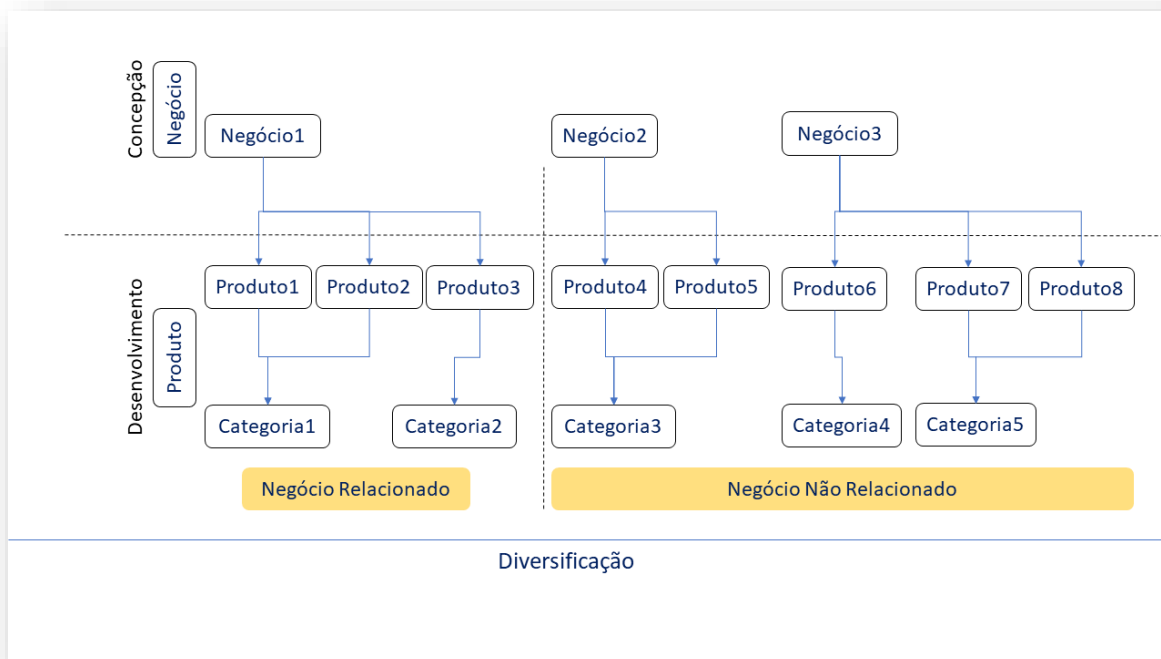 Concepção
Negócio
Negócio1
Negócio2
Negócio3
Desenvolvimento
Produto
Produto1
Produto2
Produto3
Produto4
Produto5
Produto6
Produto7
Produto8
Categoria1
Categoria2
Categoria3
Categoria4
Categoria5
Negócio Relacionado
Negócio Não Relacionado
Diversificação